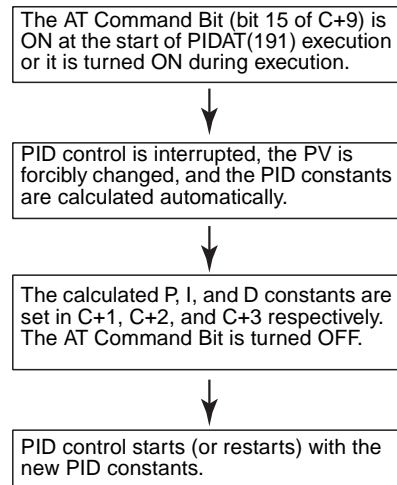 The AT Command Bit (bit 15 of C+9) is
ON at the start of PIDAT(191) execution
or it is turned ON during execution.
PID control is interrupted, the PV is
forcibly changed, and the PID constants
are calculated automatically.
The calculated P, I, and D constants are
set in C+1, C+2, and C+3 respectively.
The AT Command Bit is turned OFF.
PID control starts (or restarts) with the
new PID constants.